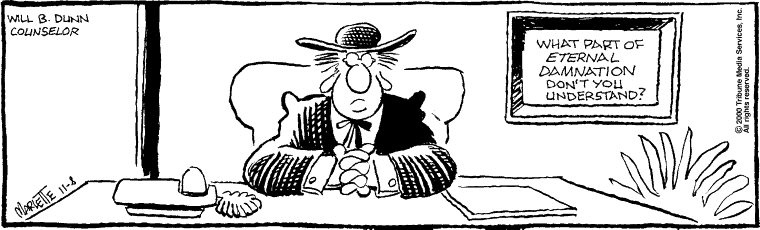 WILL B. DUNN
COUNSELOR
WHAT PART OF
ETERNAL
DAMNATION
DON'T YOU
UNDERSTAND?
© 2000 Tribune Media Services, Inc.
All rights reserved.
MARLETTE 11-8